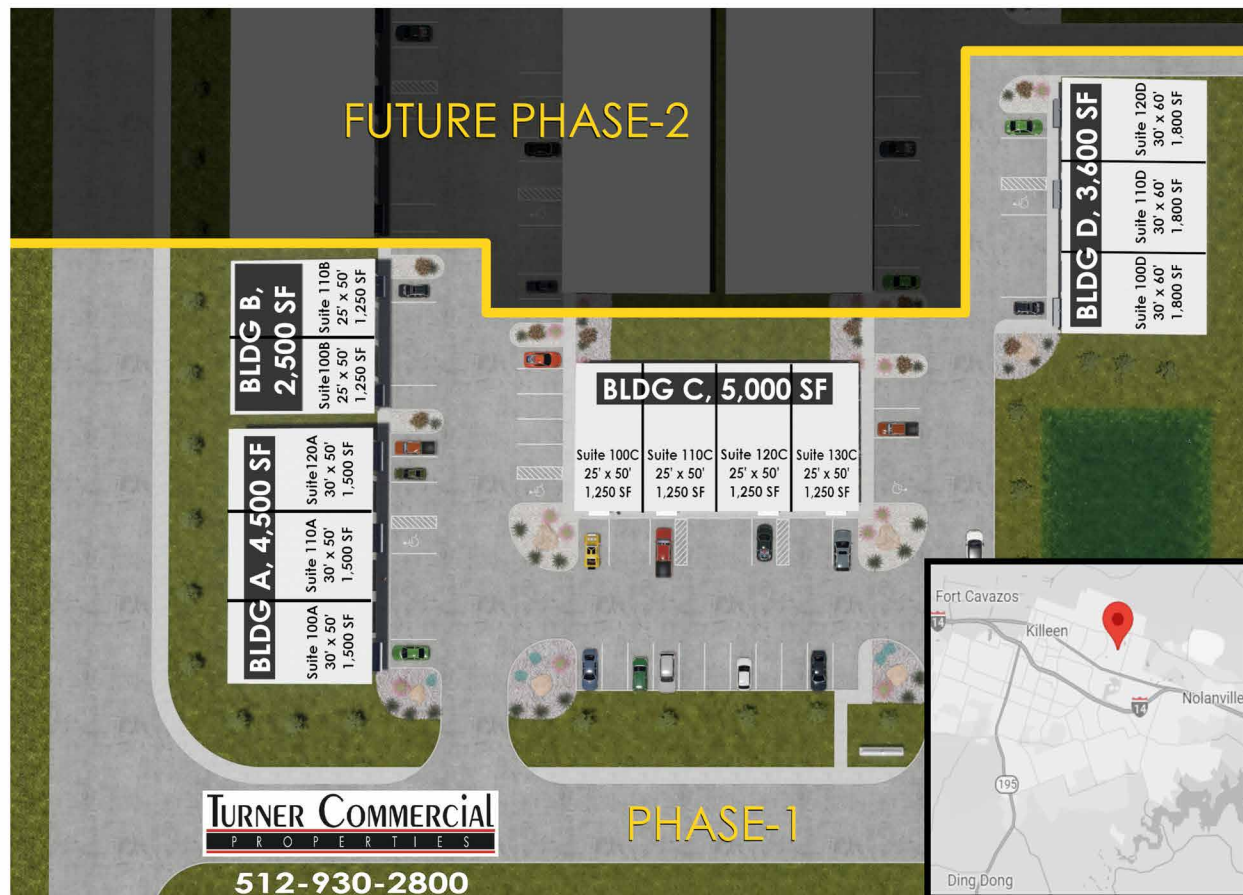 FUTURE PHASE-2
BLDG D, 3,600 SF
Suite 120D
30' x 60'
1,800 SF
Suite 110D
30' x 60'
1,800 SF
Suite 100D
30' x 60'
1,800 SF
BLDG B,
2,500 SF
Suite 110B
25' x 50'
1,250 SF
Suite100B
25' x 50'
1,250 SF
BLDG C, 5,000 SF
Suite 100C
25' x 50'
1,250 SF
Suite 110C
25' x 50'
1,250 SF
Suite 120C
25' x 50'
1,250 SF
Suite 130C
25' x 50'
1,250 SF
BLDG A, 4,500 SF
Suite120A
30' x 50'
1,500 SF
Suite 110A
30' x 50'
1,500 SF
Suite 100A
30' x 50'
1,500 SF
TURNER COMMERCiAL
PROPERTIES
512-930-2800
PHASE-1
Fort Cavazos
14
Killeen
Nolanville
14
195
Ding Dong